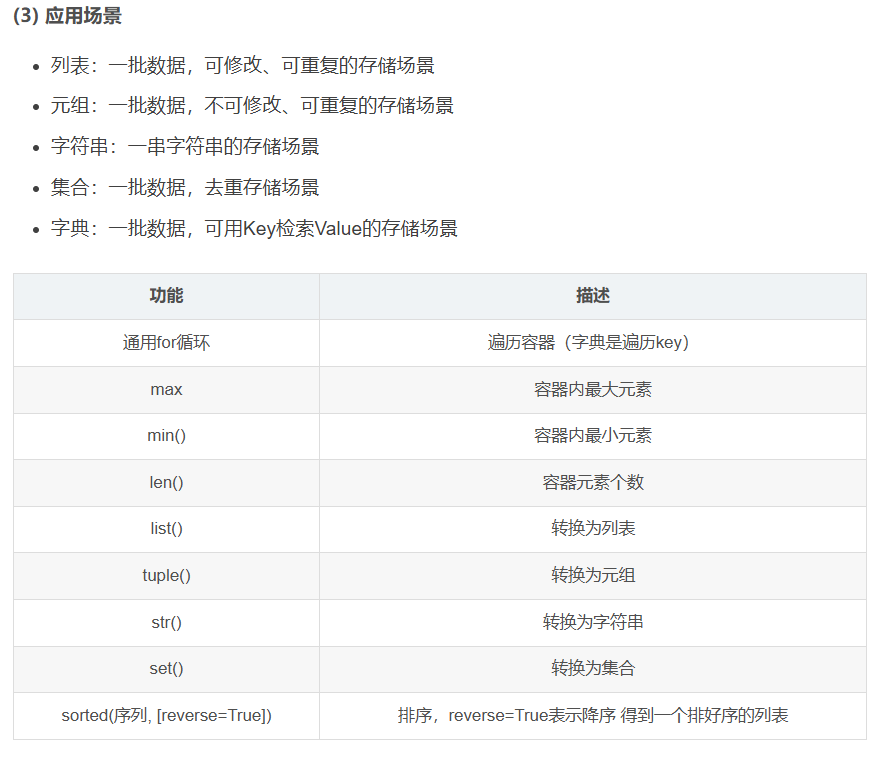 (3) 应用场景
列表：一批数据，可修改、可重复的存储场景
元组：一批数据，不可修改、可重复的存储场景
字符串：一串字符串的存储场景
集合：一批数据，去重存储场景
字典：一批数据，可用Key检索Value的存储场景
功能 描述
通用for循环 遍历容器（字典是遍历key）
max 容器内最大元素
min() 容器内最小元素
len() 容器元素个数
list() 转换为列表
tuple() 转换为元组
str() 转换为字符串
set() 转换为集合
sorted(序列, [reverse=True]) 排序，reverse=True表示降序 得到一个排好序的列表